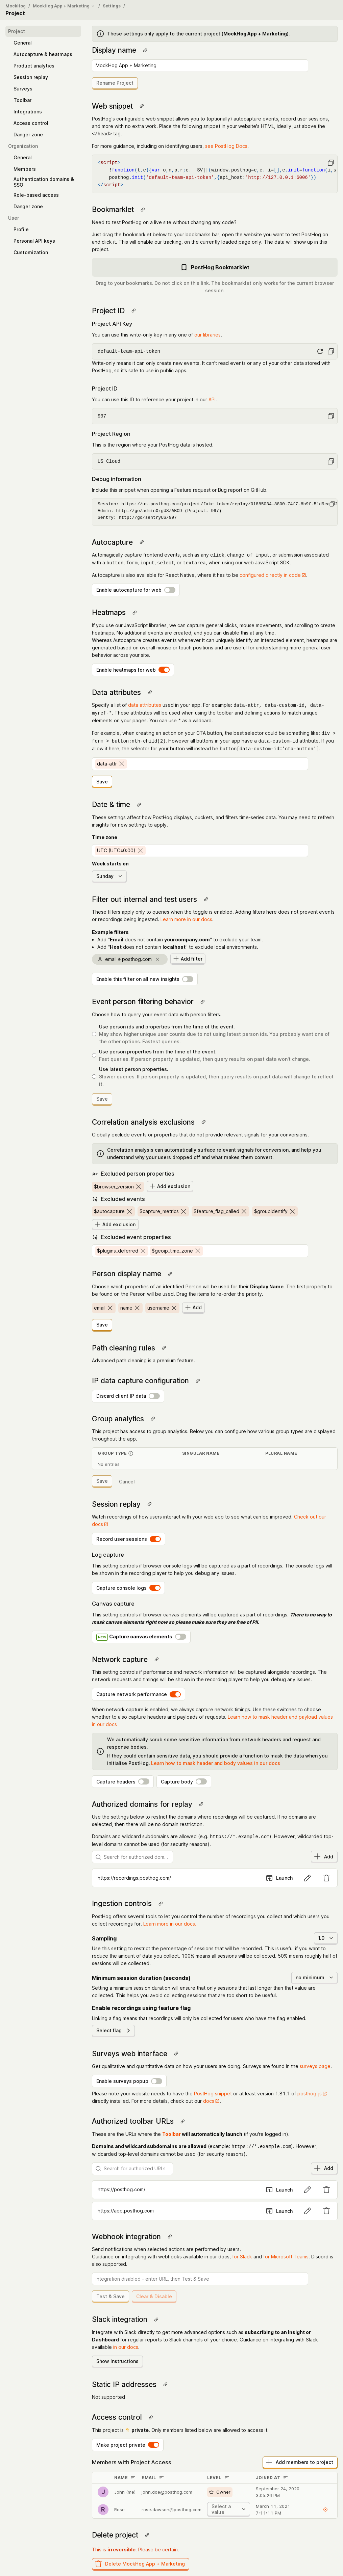 MockHog / MockHog App + Marketing / Settings /
Project
Project
General
Autocapture & heatmaps
Product analytics
Session replay
Surveys
Toolbar
Integrations
Access control
Danger zone
Organization
General
Members
Authentication domains &
SSO
Role-based access
Danger zone
User
Profile
Personal API keys
Customization
These settings only apply to the current project (MockHog App + Marketing).
Display name
MockHog App + Marketing
Rename Project
Web snippet
PostHog's configurable web snippet allows you to (optionally) autocapture events, record user sessions,
and more with no extra work. Place the following snippet in your website's HTML, ideally just above the
</head> tag.
For more guidance, including on identifying users, see PostHog Docs.
<script>
</script>
Bookmarklet
Need to test PostHog on a live site without changing any code?
Just drag the bookmarklet below to your bookmarks bar, open the website you want to test PostHog on
and click it. This will enable our tracking, on the currently loaded page only. The data will show up in this
project.
PostHog Bookmarklet
Drag to your bookmarks. Do not click on this link. The bookmarklet only works for the current browser
session.
Project ID
Project API Key
You can use this write-only key in any one of our libraries.
default-team-api-token
Write-only means it can only create new events. It can't read events or any of your other data stored with
PostHog, so it's safe to use in public apps.
Project ID
You can use this ID to reference your project in our API.
997
Project Region
This is the region where your PostHog data is hosted.
US Cloud
Debug information
Include this snippet when opening a Feature request or Bug report on GitHub.
Admin: http://go/adminOrgUS/ABCD (Project: 997)
Sentry: http://go/sentryUS/997
Autocapture
Automagically capture frontend events, such as any click, change of input, or submission associated
with a button, form, input, select, or textarea, when using our web JavaScript SDK.
Autocapture is also available for React Native, where it has to be configured directly in code.
Enable autocapture for web
Heatmaps
If you use our JavaScript libraries, we can capture general clicks, mouse movements, and scrolling to create
heatmaps. No additional events are created, and you can disable this at any time.
Whereas Autocapture creates events whenever it can uniquely identify an interacted element, heatmaps are
generated based on overall mouse or touch positions and are useful for understanding more general user
behavior across your site.
Enable heatmaps for web
Data attributes
Specify a list of data attributes used in your app. For example: data-attr, data-custom-id, data-
myref-*. These attributes will be used when using the toolbar and defining actions to match unique
elements on your pages. You can use * as a wildcard.
For example, when creating an action on your CTA button, the best selector could be something like: div >
form > button:nth-child(2). However, all buttons in your app have a data-custom-id attribute. If you
whitelist it here, the selector for your button will instead be button[data-custom-id='cta-button'].
data-attr
Save
Date & time
These settings affect how PostHog displays, buckets, and filters time-series data. You may need to refresh
insights for new settings to apply.
Time zone
UTC (UTC±0:00)
Week starts on
Sunday
Filter out internal and test users
These filters apply only to queries when the toggle is enabled. Adding filters here does not prevent events
or recordings being ingested. Learn more in our docs.
Example filters
Add "Email does not contain yourcompany.com" to exclude your team.
Add "Host does not contain localhost" to exclude local environments.
email ∌ posthog.com
Add filter
Enable this filter on all new insights
Event person filtering behavior
Choose how to query your event data with person filters.
Use person ids and properties from the time of the event.
May show higher unique user counts due to not using latest person ids. You probably want one of
the other options. Fastest queries.
Use person properties from the time of the event.
Fast queries. If person property is updated, then query results on past data won't change.
Use latest person properties.
Slower queries. If person property is updated, then query results on past data will change to reflect
it.
Save
Correlation analysis exclusions
Globally exclude events or properties that do not provide relevant signals for your conversions.
Correlation analysis can automatically surface relevant signals for conversion, and help you
understand why your users dropped off and what makes them convert.
Excluded person properties
$browser_version
Add exclusion
Excluded events
$autocapture
$capture_metrics
$feature_flag_called
$groupidentify
Add exclusion
Excluded event properties
$plugins_deferred
$geoip_time_zone
Person display name
Choose which properties of an identified Person will be used for their Display Name. The first property to
be found on the Person will be used. Drag the items to re-order the priority.
email
name
username
Add
Save
Path cleaning rules
Advanced path cleaning is a premium feature.
IP data capture configuration
Discard client IP data
Group analytics
This project has access to group analytics. Below you can configure how various group types are displayed
throughout the app.
GROUP TYPE
SINGULAR NAME
PLURAL NAME
No entries
Save
Cancel
Session replay
Watch recordings of how users interact with your web app to see what can be improved. Check out our
docs
Record user sessions
Log capture
This setting controls if browser console logs will be captured as a part of recordings. The console logs will
be shown in the recording player to help you debug any issues.
Capture console logs
Canvas capture
This setting controls if browser canvas elements will be captured as part of recordings. There is no way to
mask canvas elements right now so please make sure they are free of PII.
New
Capture canvas elements
Network capture
This setting controls if performance and network information will be captured alongside recordings. The
network requests and timings will be shown in the recording player to help you debug any issues.
Capture network performance
When network capture is enabled, we always capture network timings. Use these switches to choose
whether to also capture headers and payloads of requests. Learn how to mask header and payload values
in our docs
We automatically scrub some sensitive information from network headers and request and
response bodies.
If they could contain sensitive data, you should provide a function to mask the data when you
initialise PostHog. Learn how to mask header and body values in our docs
Capture headers
Capture body
Authorized domains for replay
Use the settings below to restrict the domains where recordings will be captured. If no domains are
selected, then there will be no domain restriction.
Domains and wildcard subdomains are allowed (e.g. https://*.example.com). However, wildcarded top-
level domains cannot be used (for security reasons).
Search for authorized dom...
Add
https://recordings.posthog.com/
Launch
Ingestion controls
PostHog offers several tools to let you control the number of recordings you collect and which users you
collect recordings for. Learn more in our docs.
Sampling
1.0
Use this setting to restrict the percentage of sessions that will be recorded. This is useful if you want to
reduce the amount of data you collect. 100% means all sessions will be collected. 50% means roughly half of
sessions will be collected.
Minimum session duration (seconds)
no minimum
Setting a minimum session duration will ensure that only sessions that last longer than that value are
collected. This helps you avoid collecting sessions that are too short to be useful.
Enable recordings using feature flag
Linking a flag means that recordings will only be collected for users who have the flag enabled.
Select flag
Surveys web interface
Get qualitative and quantitative data on how your users are doing. Surveys are found in the surveys page.
Enable surveys popup
Please note your website needs to have the PostHog snippet or at least version 1.81.1 of posthog-js
directly installed. For more details, check out our docs.
Authorized toolbar URLs
These are the URLs where the Toolbar will automatically launch (if you're logged in).
Domains and wildcard subdomains are allowed (example: https://*.example.com). However,
wildcarded top-level domains cannot be used (for security reasons).
Search for authorized URLs
Add
https://posthog.com/
Launch
https://app.posthog.com
Launch
Webhook integration
Send notifications when selected actions are performed by users.
Guidance on integrating with webhooks available in our docs, for Slack and for Microsoft Teams. Discord is
also supported.
integration disabled - enter URL, then Test & Save
Test & Save
Clear & Disable
Slack integration
Integrate with Slack directly to get more advanced options such as subscribing to an Insight or
Dashboard for regular reports to Slack channels of your choice. Guidance on integrating with Slack
available in our docs.
Show Instructions
Static IP addresses
Not supported
Access control
This project is private. Only members listed below are allowed to access it.
Make project private
Members with Project Access
Add members to project
NAME
EMAIL
LEVEL
JOINED AT
J
John (me)
john.doe@posthog.com
Owner
September 24, 2020
3:05:26 PM
R
Rose
rose.dawson@posthog.com
Select a
value
March 11, 2021
7:11:11 PM
Delete project
This is irreversible. Please be certain.
Delete MockHog App + Marketing